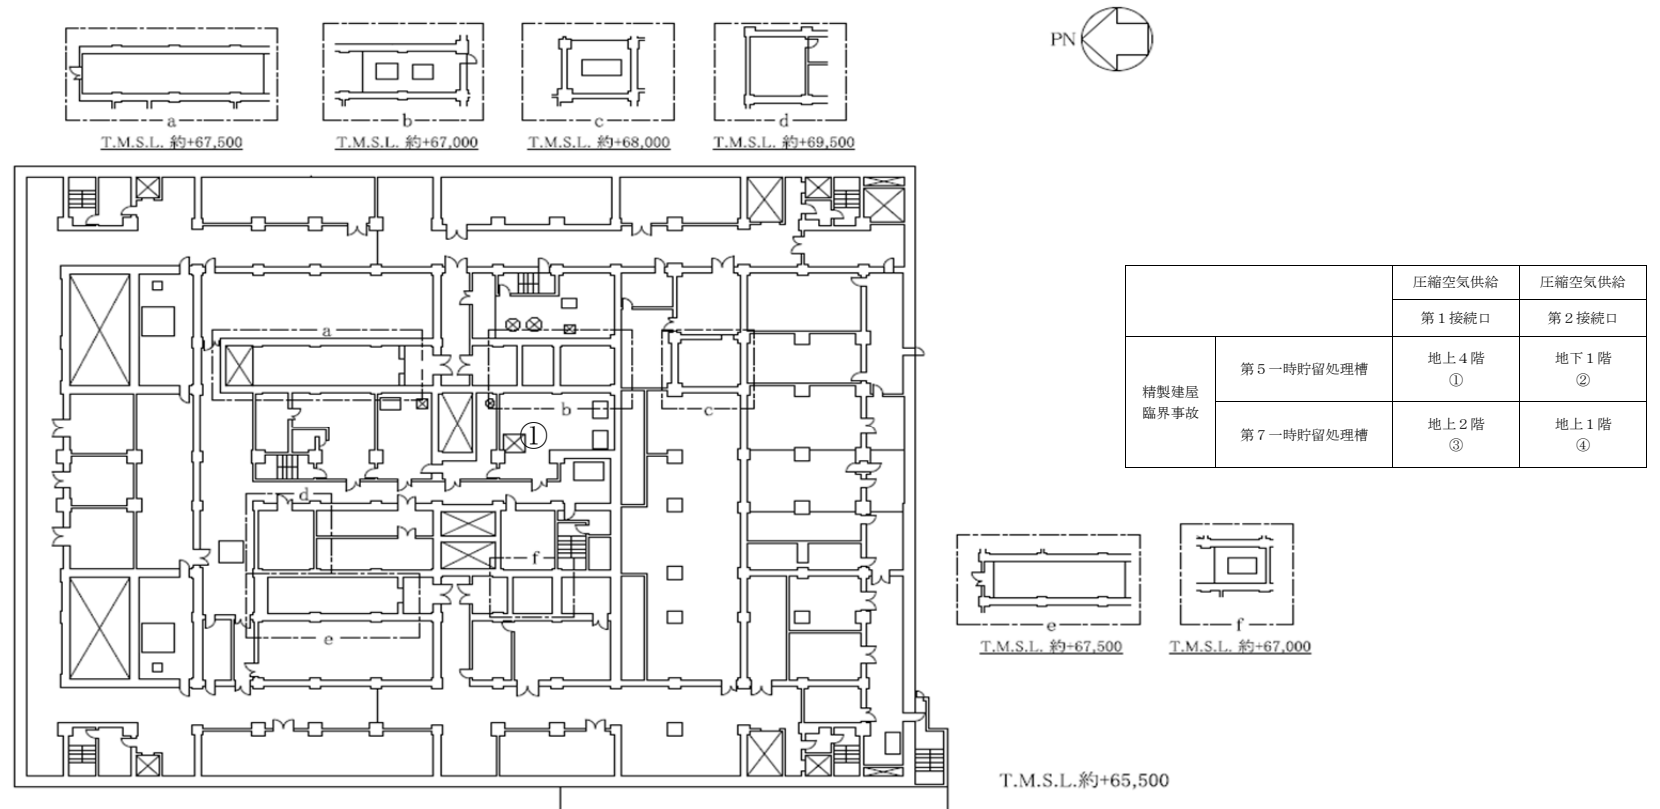 PN
a
T.M.S.L. 約+67,500
b
T.M.S.L. 約+67,000
c
T.M.S.L. 約+68,000
d
T.M.S.L. 約+69,500
a
b
c
①
d
f
e
圧縮空気供給 圧縮空気供給
第１接続口 第２接続口
精製建屋
臨界事故
第５一時貯留処理槽
地上４階
①
地下１階
②
第７一時貯留処理槽
地上２階
③
地上１階
④
e
T.M.S.L. 約+67,500
f
T.M.S.L. 約+67,000
T.M.S.L.約+65,500